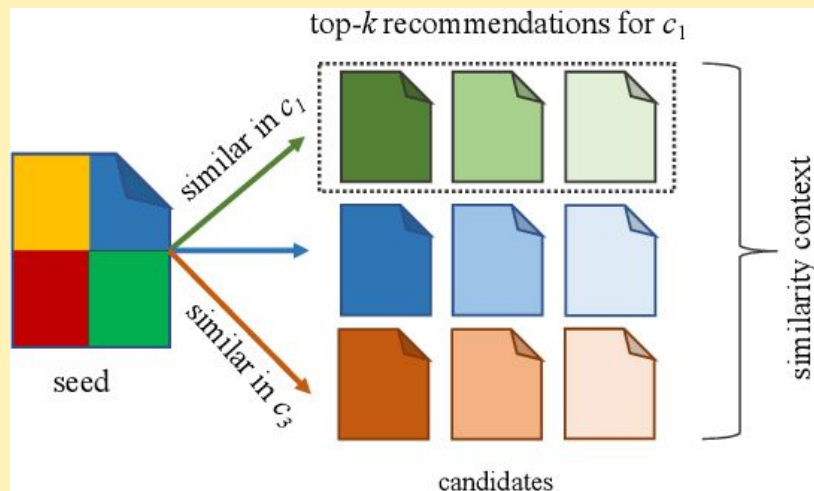 top-k recommendations for c₁
similar in c₁
seed
similar in c₃
candidates
similarity context